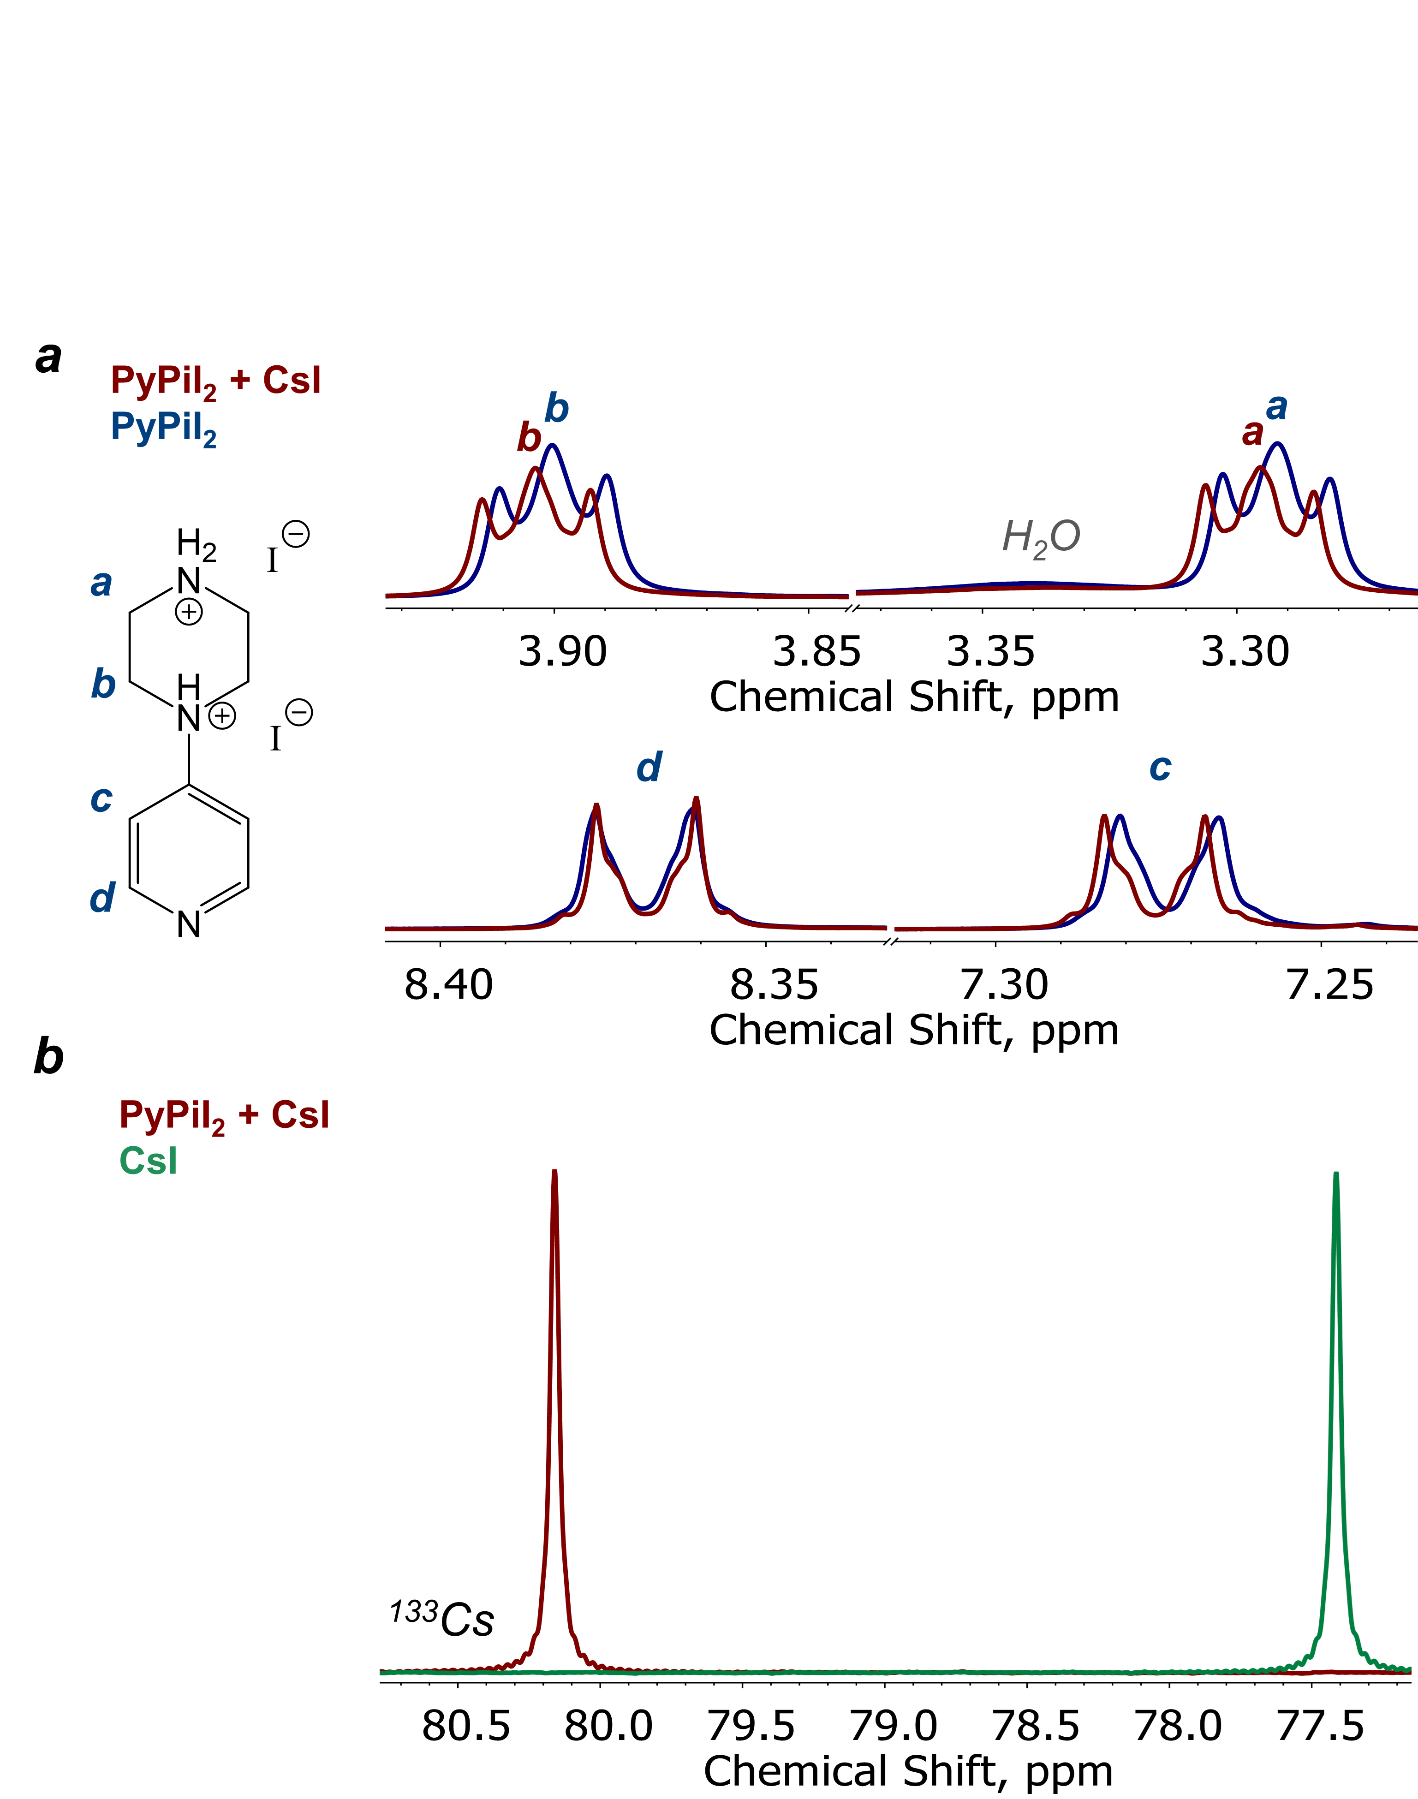 a
PyPiI₂ + CsI
PyPiI₂
b
b
a
a
H₂O
3.90 3.85 3.35 3.30
Chemical Shift, ppm
H₂
N
⊕
I ⊖
a
b
H
N ⊕
I ⊖
c
d
N
d
c
8.40 8.35 7.30 7.25
Chemical Shift, ppm
b
PyPiI₂ + CsI
CsI
¹³³Cs
80.5 80.0 79.5 79.0 78.5 78.0 77.5
Chemical Shift, ppm